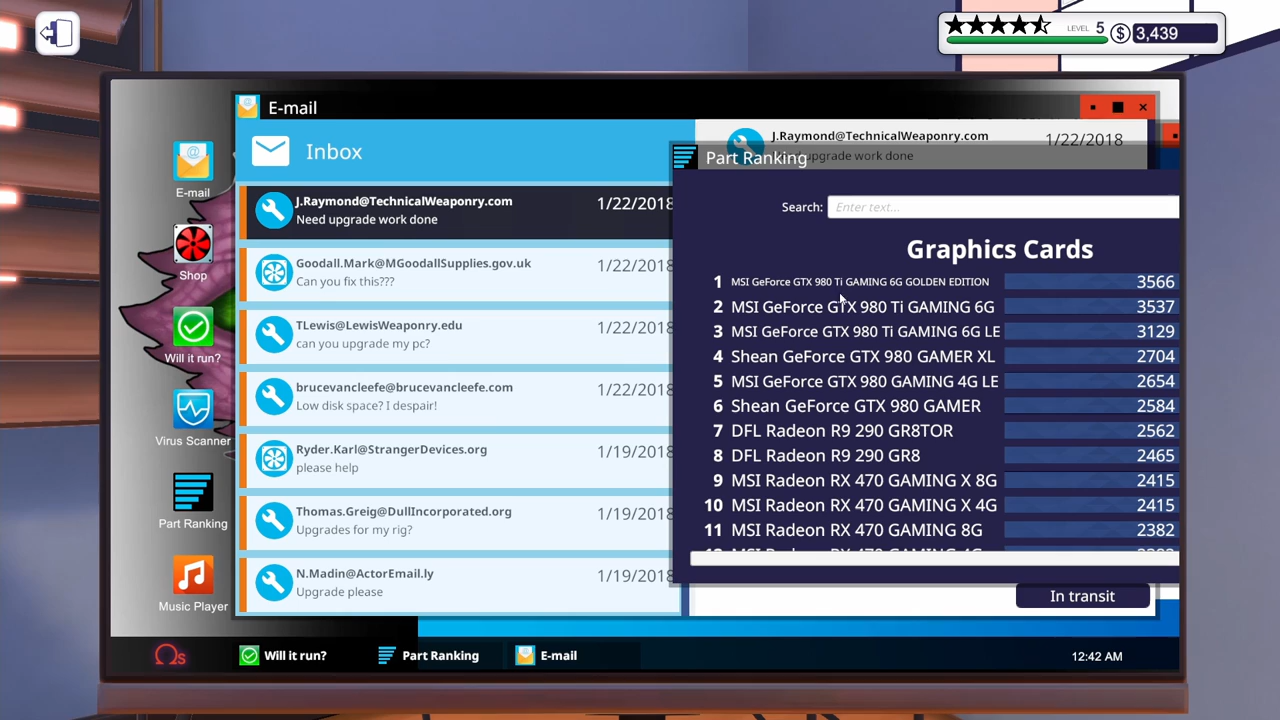 LEVEL 5 $ 3,439
E-mail
Inbox
J.Raymond@TechnicalWeaponry.com 1/22/2018
Need upgrade work done
Goodall.Mark@MGoodallSupplies.gov.uk 1/22/2018
Can you fix this???
TLewis@LewisWeaponry.edu 1/22/2018
can you upgrade my pc?
brucevancleefe@brucevancleefe.com 1/22/2018
Low disk space? I despair!
Ryder.Karl@StrangerDevices.org 1/19/2018
please help
Thomas.Greig@DullIncorporated.org 1/19/2018
Upgrades for my rig?
N.Madin@ActorEmail.ly 1/19/2018
Upgrade please
J.Raymond@TechnicalWeaponry.com 1/22/2018
upgrade work done
Part Ranking
Search: Enter text...
Graphics Cards
1 MSI GeForce GTX 980 Ti GAMING 6G GOLDEN EDITION 3566
2 MSI GeForce GTX 980 Ti GAMING 6G 3537
3 MSI GeForce GTX 980 Ti GAMING 6G LE 3129
4 Shean GeForce GTX 980 GAMER XL 2704
5 MSI GeForce GTX 980 GAMING 4G LE 2654
6 Shean GeForce GTX 980 GAMER 2584
7 DFL Radeon R9 290 GR8TOR 2562
8 DFL Radeon R9 290 GR8 2465
9 MSI Radeon RX 470 GAMING X 8G 2415
10 MSI Radeon RX 470 GAMING X 4G 2415
11 MSI Radeon RX 470 GAMING 8G 2382
In transit
E-mail
Shop
Will it run?
Virus Scanner
Part Ranking
Music Player
Ωs Will it run? Part Ranking E-mail 12:42 AM